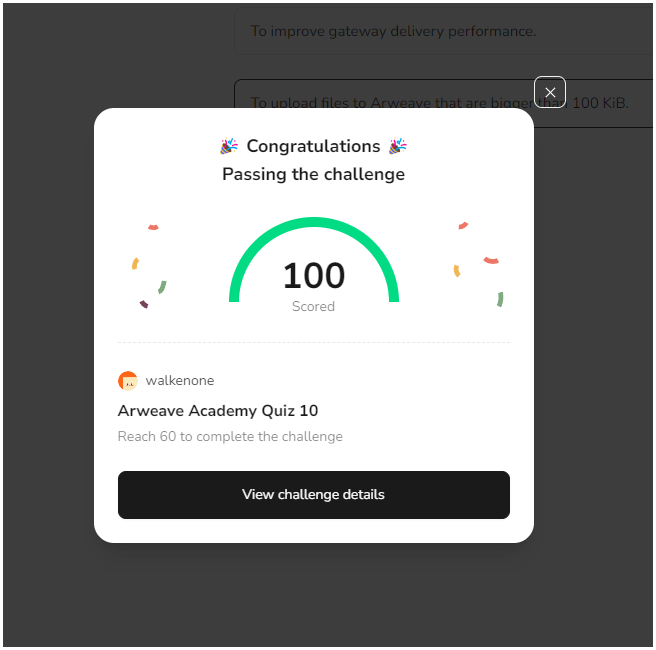 To improve gateway delivery performance.
To upload files to Arweave that are bigger than 100 KiB.
Congratulations
Passing the challenge
100
Scored
walkenone
Arweave Academy Quiz 10
Reach 60 to complete the challenge
View challenge details